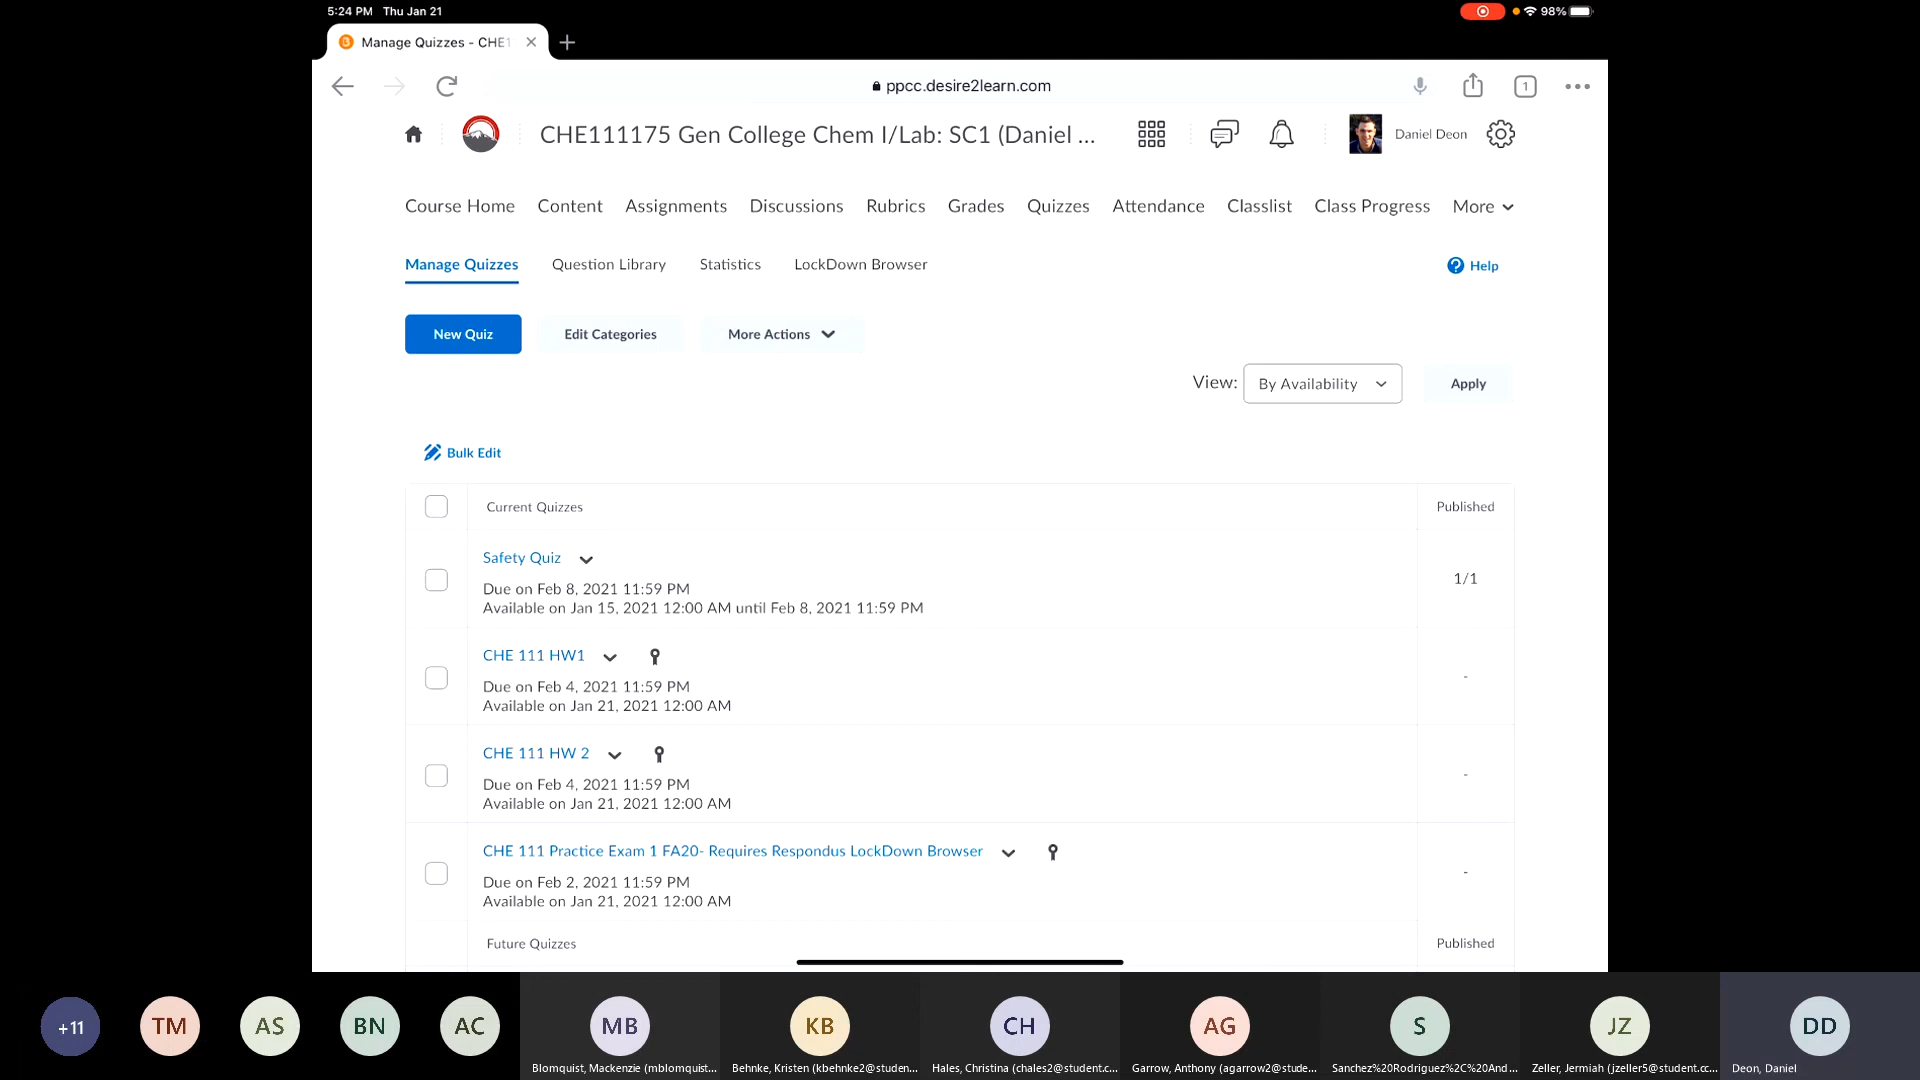 5:24 PM Thu Jan 21
98%
Manage Quizzes - CHE1
ppcc.desire2learn.com
1
CHE111175 Gen College Chem I/Lab: SC1 (Daniel ...
Daniel Deon
Course Home Content Assignments Discussions Rubrics Grades Quizzes Attendance Classlist Class Progress More
Manage Quizzes Question Library Statistics LockDown Browser
Help
New Quiz Edit Categories More Actions
View: By Availability Apply
Bulk Edit
Current Quizzes Published
Safety Quiz
Due on Feb 8, 2021 11:59 PM
1/1
Available on Jan 15, 2021 12:00 AM until Feb 8, 2021 11:59 PM
CHE 111 HW1
Due on Feb 4, 2021 11:59 PM
-
Available on Jan 21, 2021 12:00 AM
CHE 111 HW 2
Due on Feb 4, 2021 11:59 PM
-
Available on Jan 21, 2021 12:00 AM
CHE 111 Practice Exam 1 FA20- Requires Respondus LockDown Browser
Due on Feb 2, 2021 11:59 PM
-
Available on Jan 21, 2021 12:00 AM
Future Quizzes Published
+11 TM AS BN AC MB KB CH AG S JZ DD
Blomquist, Mackenzie (mblomquist... Behnke, Kristen (kbehnke2@studen... Hales, Christina (chales2@student.c... Garrow, Anthony (agarrow2@stude... Sanchez%20Rodriguez%2C%20And... Zeller, Jermiah (jzeller5@student.cc... Deon, Daniel